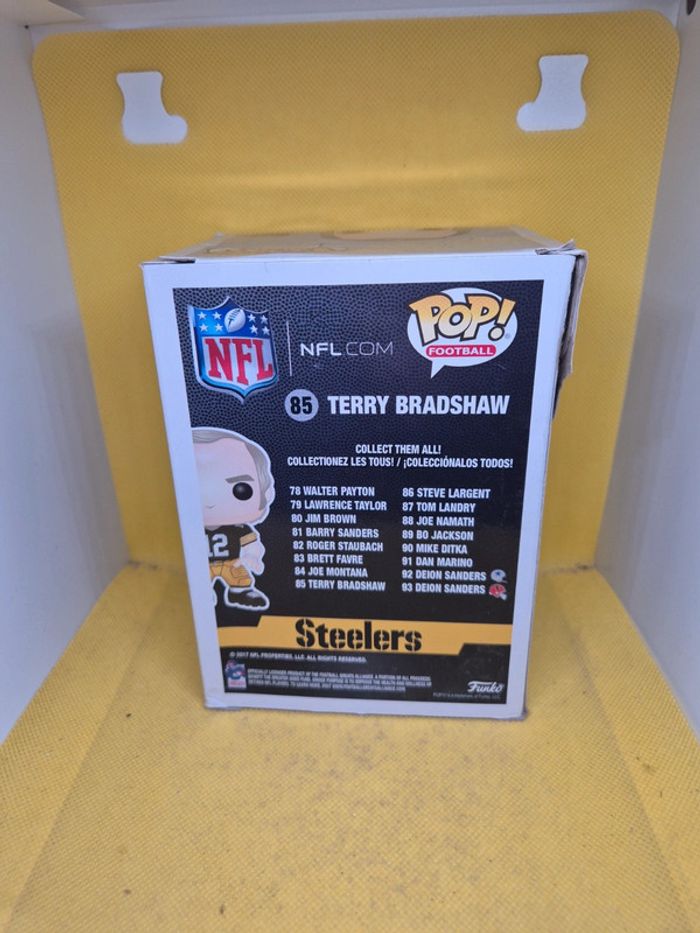 NFL
NFL.COM
POP!
FOOTBALL
85 TERRY BRADSHAW
COLLECT THEM ALL!
COLLECTIONEZ LES TOUS! / ¡COLECCIÓNALOS TODOS!
78 WALTER PAYTON
79 LAWRENCE TAYLOR
80 JIM BROWN
81 BARRY SANDERS
82 ROGER STAUBACH
83 BRETT FAVRE
84 JOE MONTANA
85 TERRY BRADSHAW
86 STEVE LARGENT
87 TOM LANDRY
88 JOE NAMATH
89 BO JACKSON
90 MIKE DITKA
91 DAN MARINO
92 DEION SANDERS
93 DEION SANDERS
12
Steelers
© 2017 NFL PROPERTIES, LLC. ALL RIGHTS RESERVED.
Funko